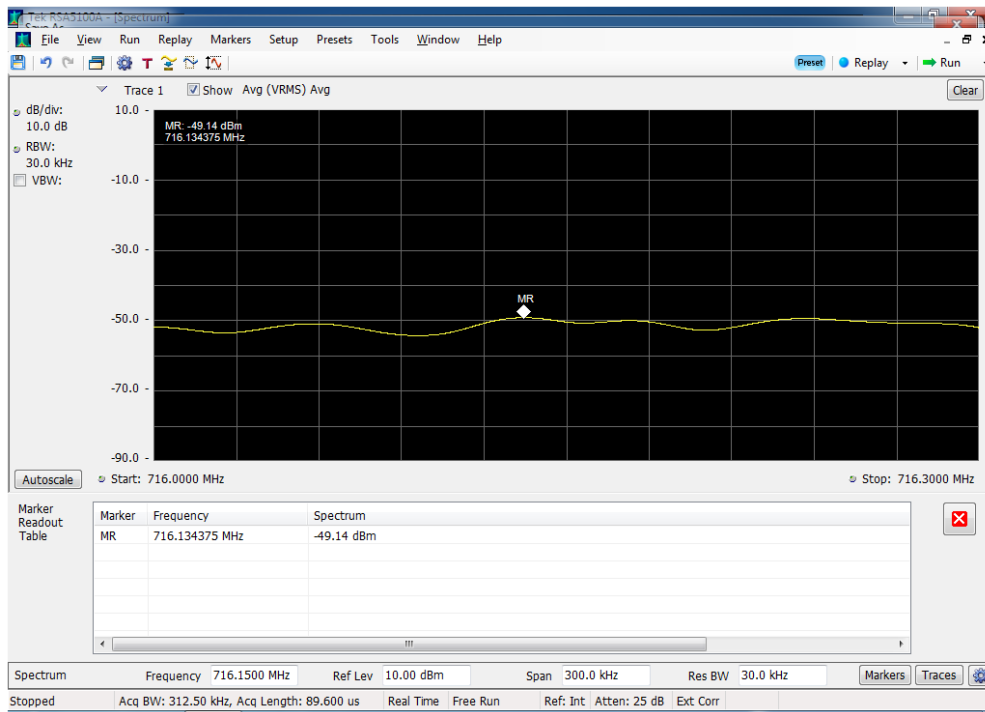 Tek RSA5100A - [Spectrum]
Save As
File View Run Replay Markers Setup Presets Tools Window Help
T Preset Replay Run
Trace 1 Show Avg (VRMS) Avg Clear
dB/div:
10.0 dB
RBW:
30.0 kHz
VBW:
10.0
-10.0
-30.0
-50.0
-70.0
-90.0
MR: -49.14 dBm
716.134375 MHz
MR
Autoscale Start: 716.0000 MHz Stop: 716.3000 MHz
Marker
Readout
Table
Marker Frequency Spectrum
MR 716.134375 MHz -49.14 dBm
Spectrum Frequency 716.1500 MHz Ref Lev 10.00 dBm Span 300.0 kHz Res BW 30.0 kHz Markers Traces
Stopped Acq BW: 312.50 kHz, Acq Length: 89.600 us Real Time Free Run Ref: Int Atten: 25 dB Ext Corr